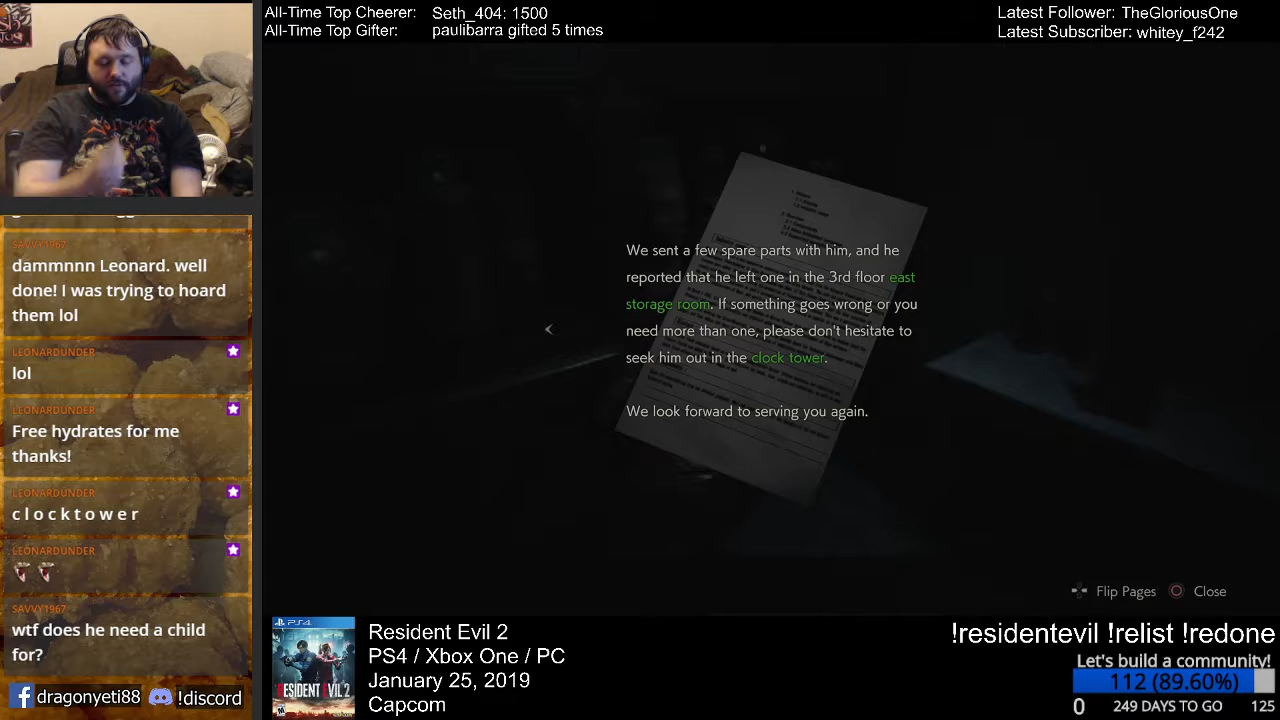 All-Time Top Cheerer: Seth_404: 1500
All-Time Top Gifter: paulibarra gifted 5 times
Latest Follower: TheGloriousOne
Latest Subscriber: whitey_f242
SAVVY1967
dammnnn Leonard. well
done! I was trying to hoard
them lol
LEONARDUNDER
lol
LEONARDUNDER
Free hydrates for me
thanks!
LEONARDUNDER
c l o c k t o w e r
LEONARDUNDER
SAVVY1967
wtf does he need a child
for?
dragonyeti88 !discord
We sent a few spare parts with him, and he
reported that he left one in the 3rd floor east
storage room. If something goes wrong or you
need more than one, please don't hesitate to
seek him out in the clock tower.
We look forward to serving you again.
Flip Pages Close
PS4
RESIDENT EVIL 2
Resident Evil 2
PS4 / Xbox One / PC
January 25, 2019
Capcom
!residentevil !relist !redone
Let's build a community!
112 (89.60%)
0 249 DAYS TO GO 125